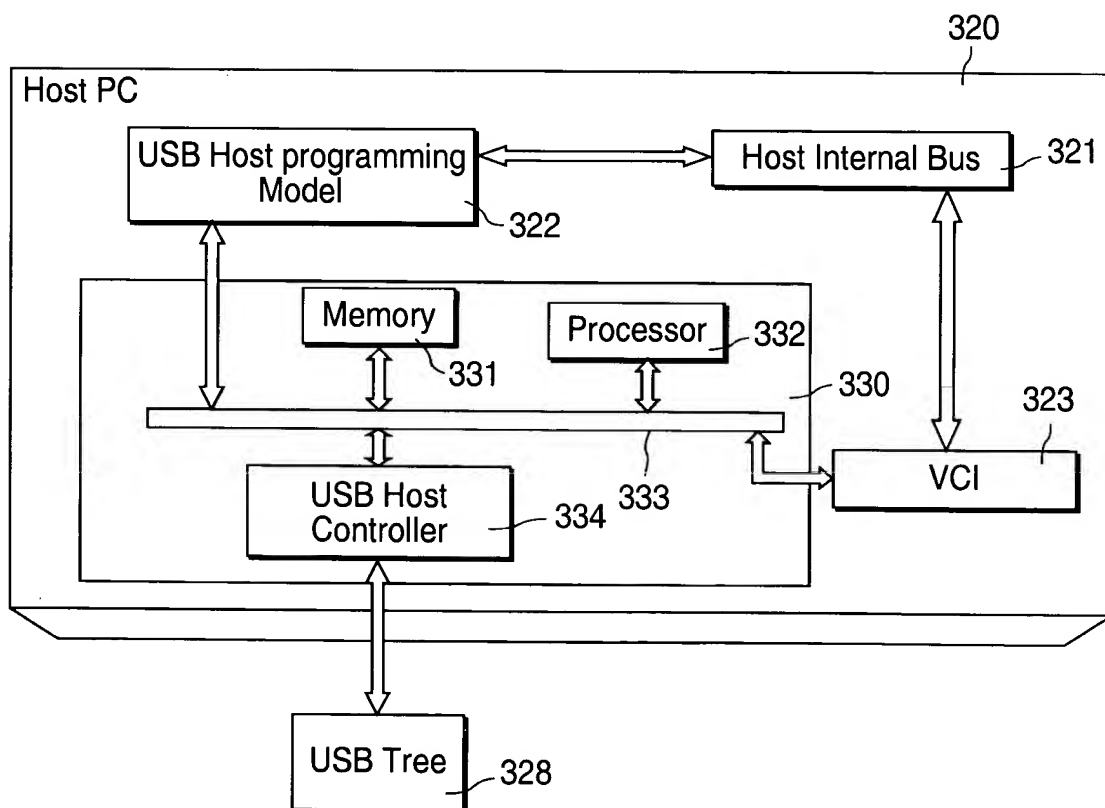 320
Host PC
USB Host programming
Model
322
Host Internal Bus
321
Memory
331
Processor
332
330
333
323
VCI
USB Host
Controller
334
USB Tree
328